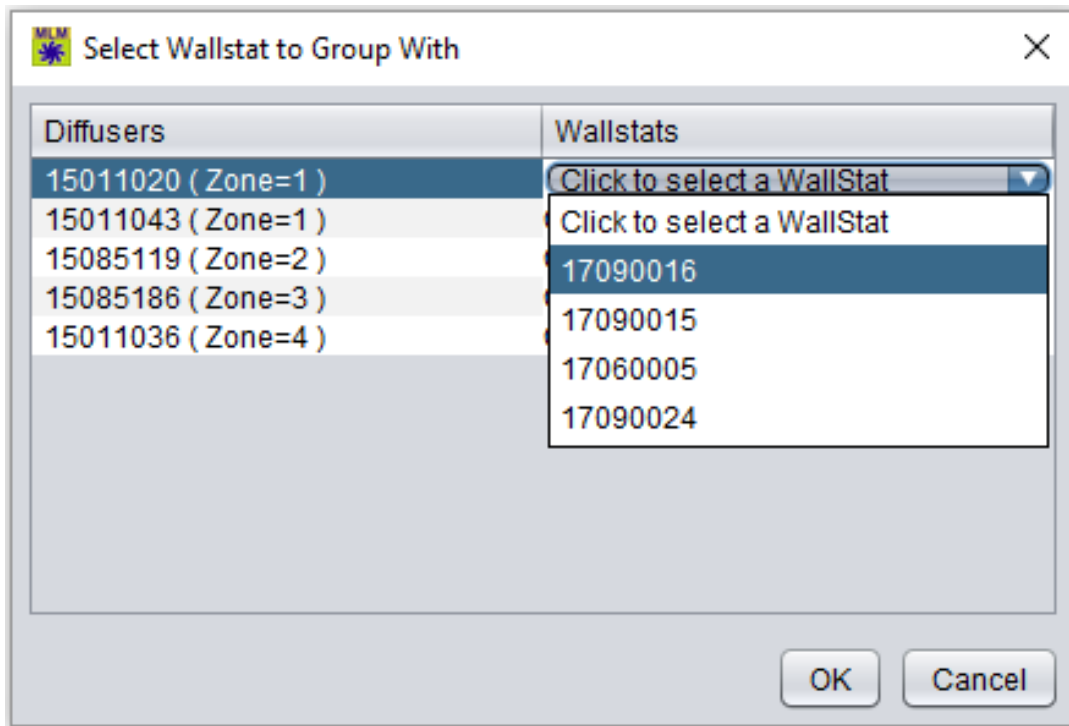 MLM
Select Wallstat to Group With
Diffusers Wallstats
15011020 ( Zone=1 ) Click to select a WallStat
15011043 ( Zone=1 ) Click to select a WallStat
15085119 ( Zone=2 ) 17090016
15085186 ( Zone=3 ) 17090015
15011036 ( Zone=4 ) 17060005
17090024
OK Cancel